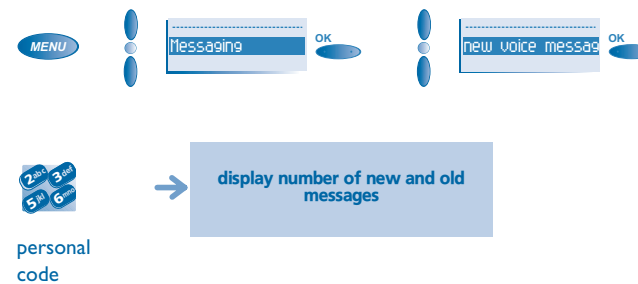 MENU
Messaging
OK
new voice messag
OK
2abc 3def
5jkl 6mno
display number of new and old
messages
personal
code